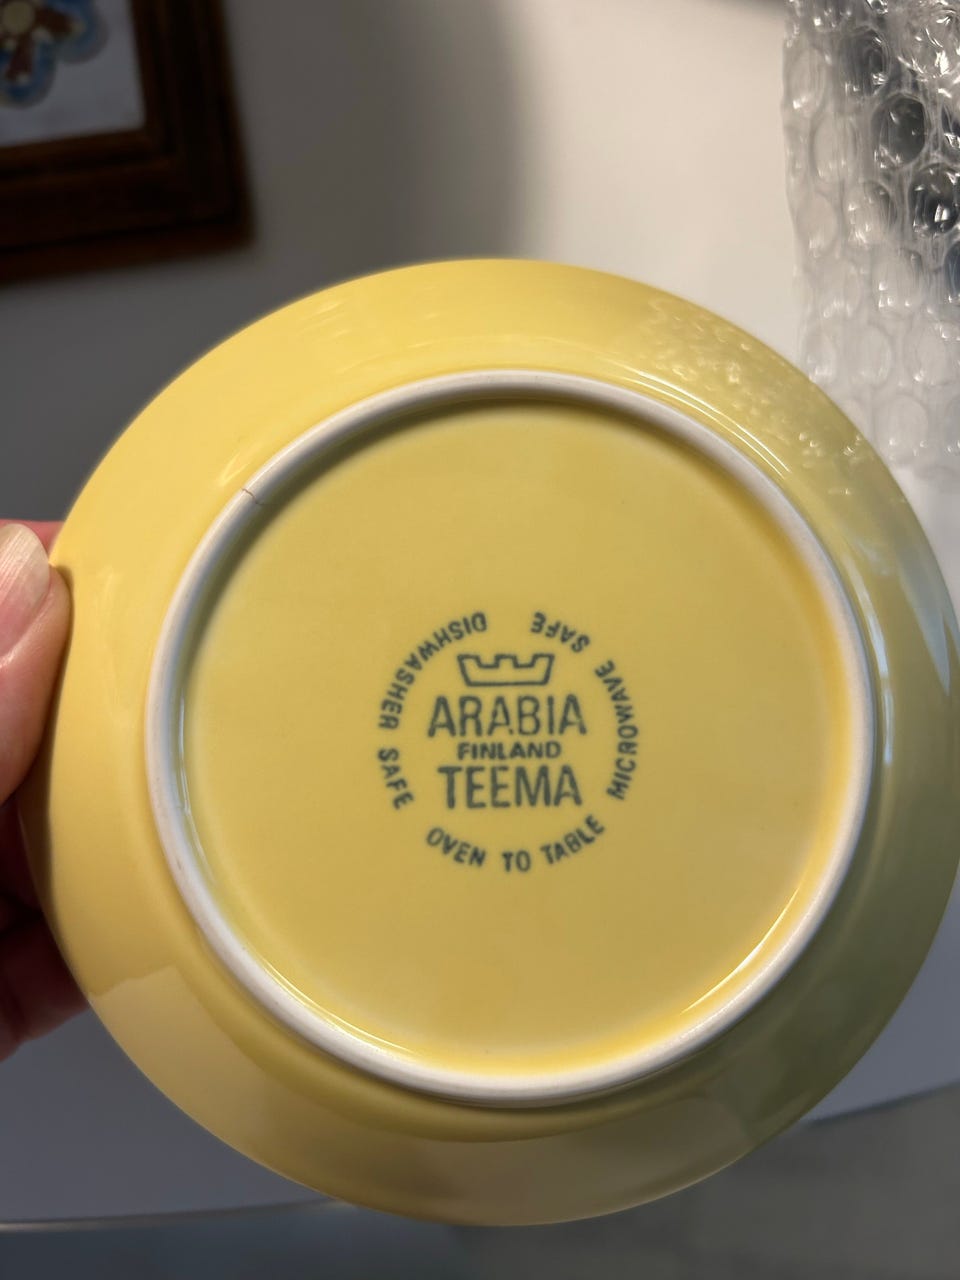 ARABIA
FINLAND
TEEMA
DISHWASHER SAFE
OVEN TO TABLE
MICROWAVE SAFE